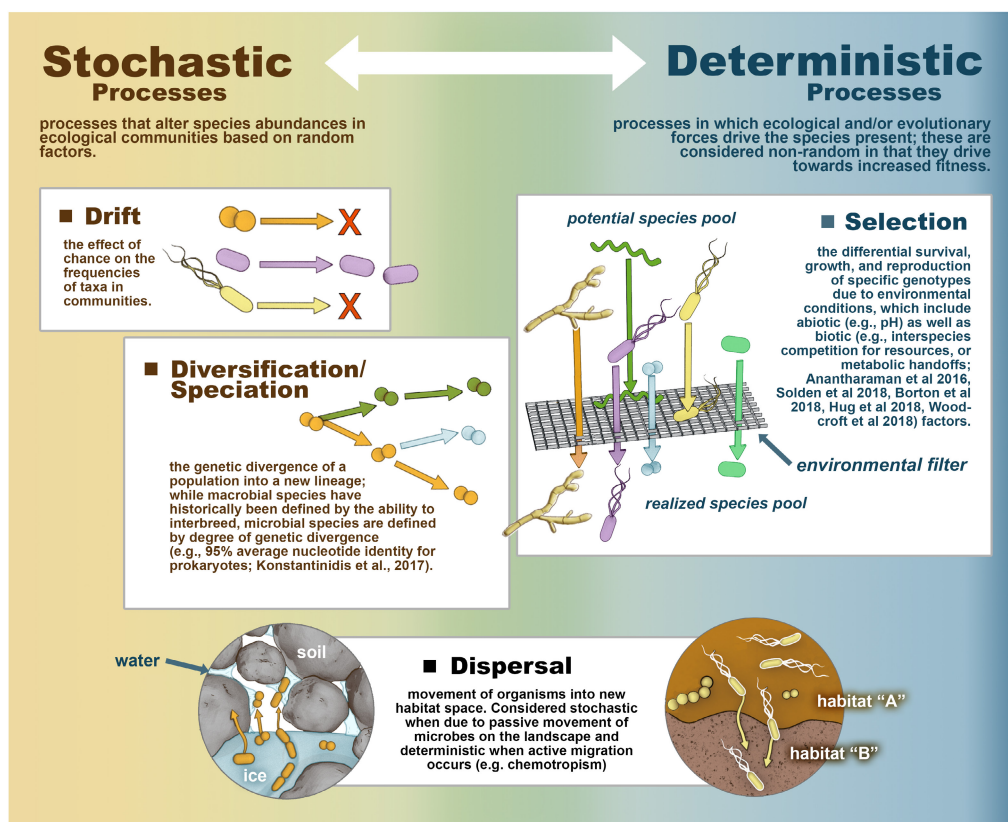 Stochastic
Processes
processes that alter species abundances in
ecological communities based on random
factors.
Deterministic
Processes
processes in which ecological and/or evolutionary
forces drive the species present; these are
considered non-random in that they drive
towards increased fitness.
Drift
the effect of
chance on the
frequencies
of taxa in
communities.
X
X
Diversification/
Speciation
the genetic divergence of a
population into a new lineage;
while macrobial species have
historically been defined by the ability to
interbreed, microbial species are defined
by degree of genetic divergence
(e.g., 95% average nucleotide identity for
prokaryotes; Konstantinidis et al., 2017).
potential species pool
Selection
the differential survival,
growth, and reproduction
of specific genotypes
due to environmental
conditions, which include
abiotic (e.g., pH) as well as
biotic (e.g., interspecies
competition for resources, or
metabolic handoffs;
Anantharaman et al 2016,
Solden et al 2018, Borton et al
2018, Hug et al 2018, Wood-
croft et al 2018) factors.
environmental filter
realized species pool
water
soil
ice
Dispersal
movement of organisms into new
habitat space. Considered stochastic
when due to passive movement of
microbes on the landscape and
deterministic when active migration
occurs (e.g. chemotropism)
habitat “A”
habitat “B”